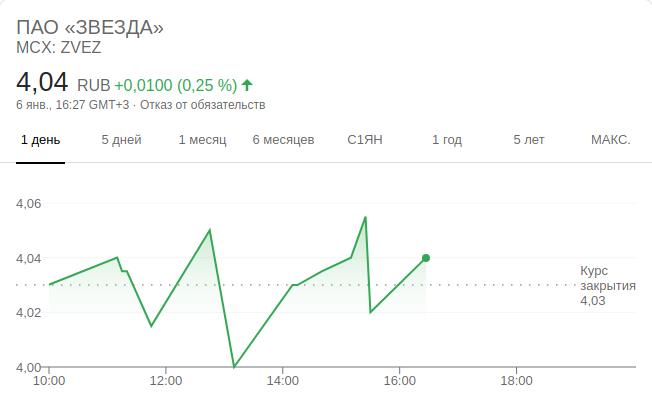 ПАО «ЗВЕЗДА»
MCX: ZVEZ
4,04 RUB +0,0100 (0,25 %)
6 янв., 16:27 GMT+3 · Отказ от обязательств
1 день 5 дней 1 месяц 6 месяцев С1ЯН 1 год 5 лет МАКС.
4,06
4,04
Курс
закрытия
4,03
4,02
4,00
10:00 12:00 14:00 16:00 18:00